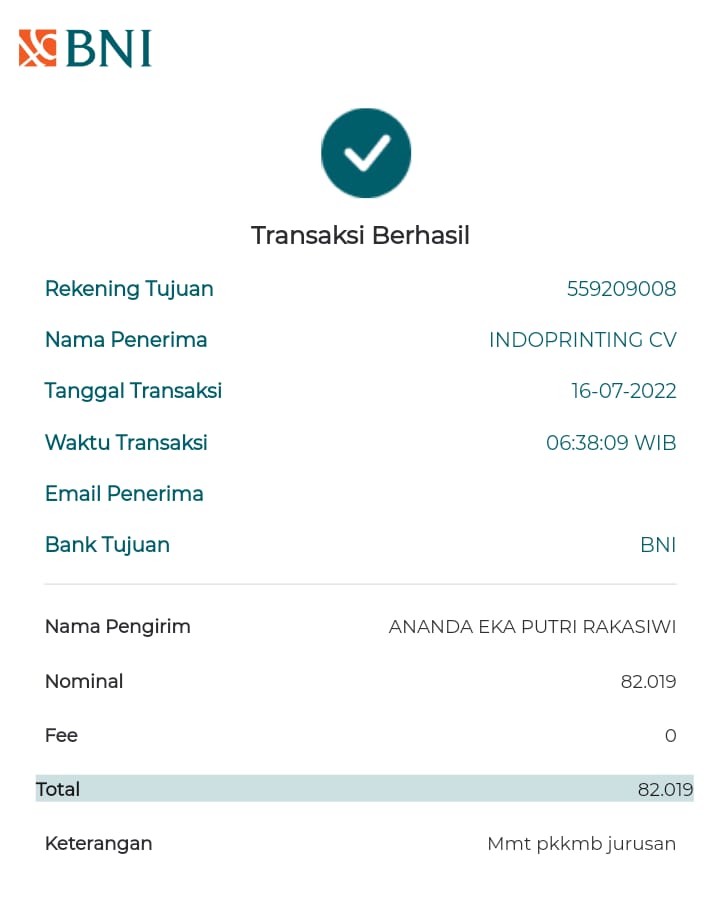 BNI
Transaksi Berhasil
Rekening Tujuan 559209008
Nama Penerima INDOPRINTING CV
Tanggal Transaksi 16-07-2022
Waktu Transaksi 06:38:09 WIB
Email Penerima
Bank Tujuan BNI
Nama Pengirim ANANDA EKA PUTRI RAKASIWI
Nominal 82.019
Fee 0
Total 82.019
Keterangan Mmt pkkmb jurusan